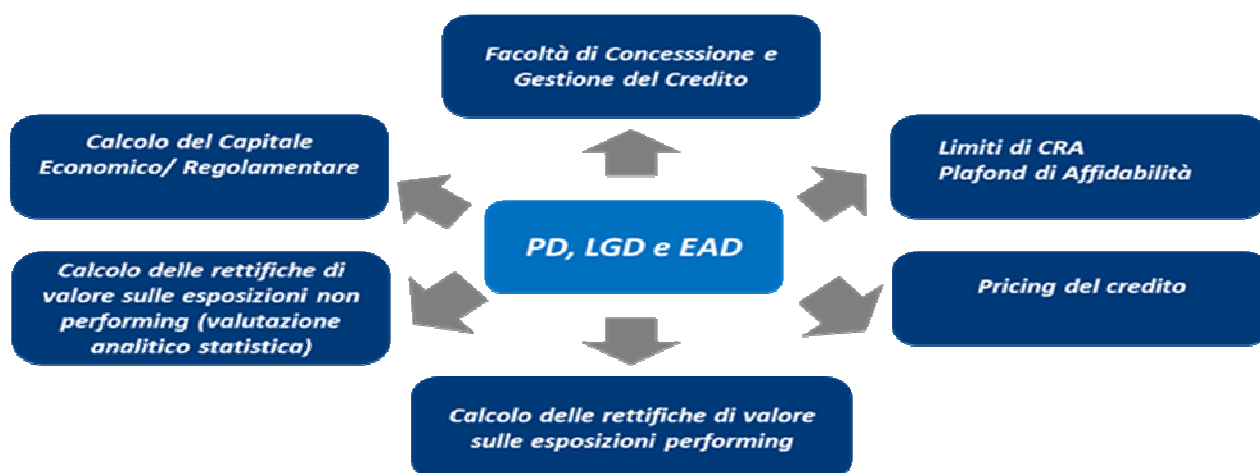 Facoltà di Concesssione e
Gestione del Credito
Calcolo del Capitale
Economico/ Regolamentare
Limiti di CRA
Plafond di Affidabilità
PD, LGD e EAD
Calcolo delle rettifiche di
valore sulle esposizioni non
performing (valutazione
analitico statistica)
Pricing del credito
Calcolo delle rettifiche di valore
sulle esposizioni performing